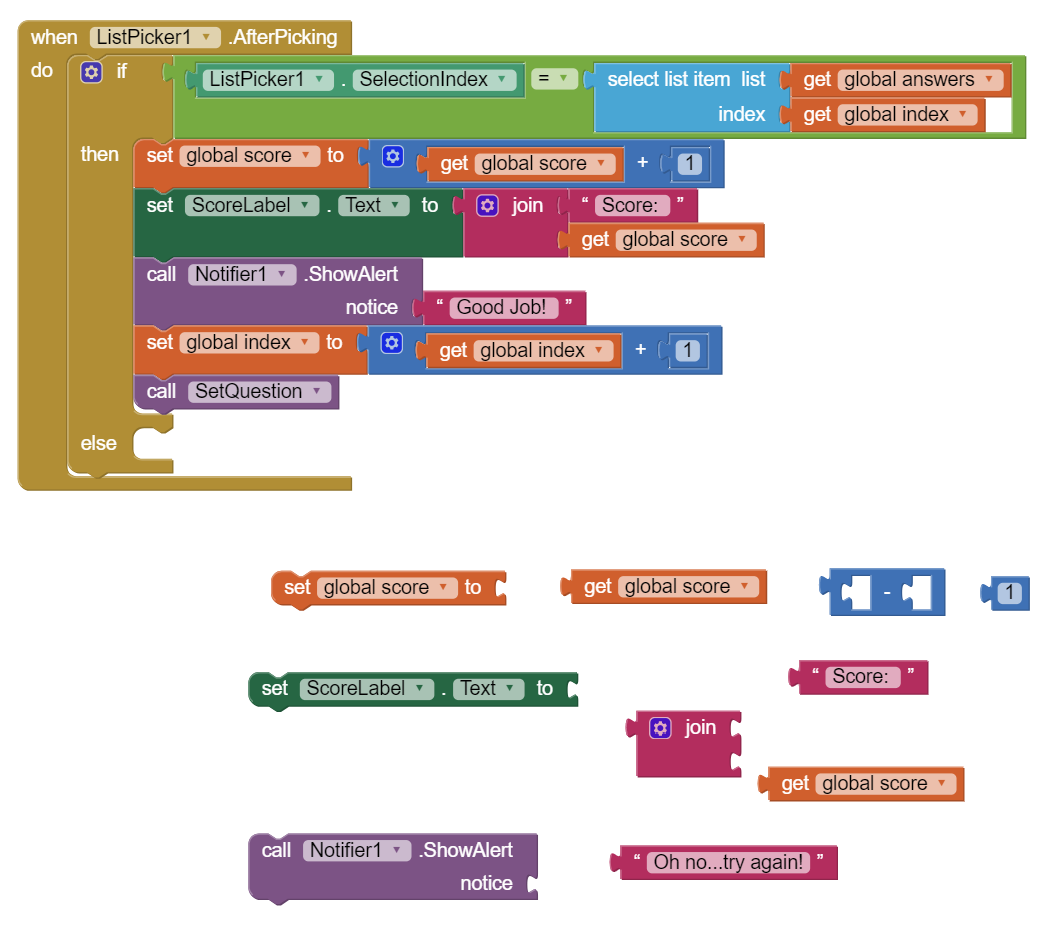 when ListPicker1 .AfterPicking
do if ListPicker1 . SelectionIndex = select list item list get global answers
index get global index
then set global score to get global score + 1
set ScoreLabel . Text to join “ Score: ”
get global score
call Notifier1 .ShowAlert
notice “ Good Job! ”
set global index to get global index + 1
call SetQuestion
else
set global score to get global score - 1
“ Score: ”
set ScoreLabel . Text to
join
get global score
call Notifier1 .ShowAlert
“ Oh no...try again! ”
notice